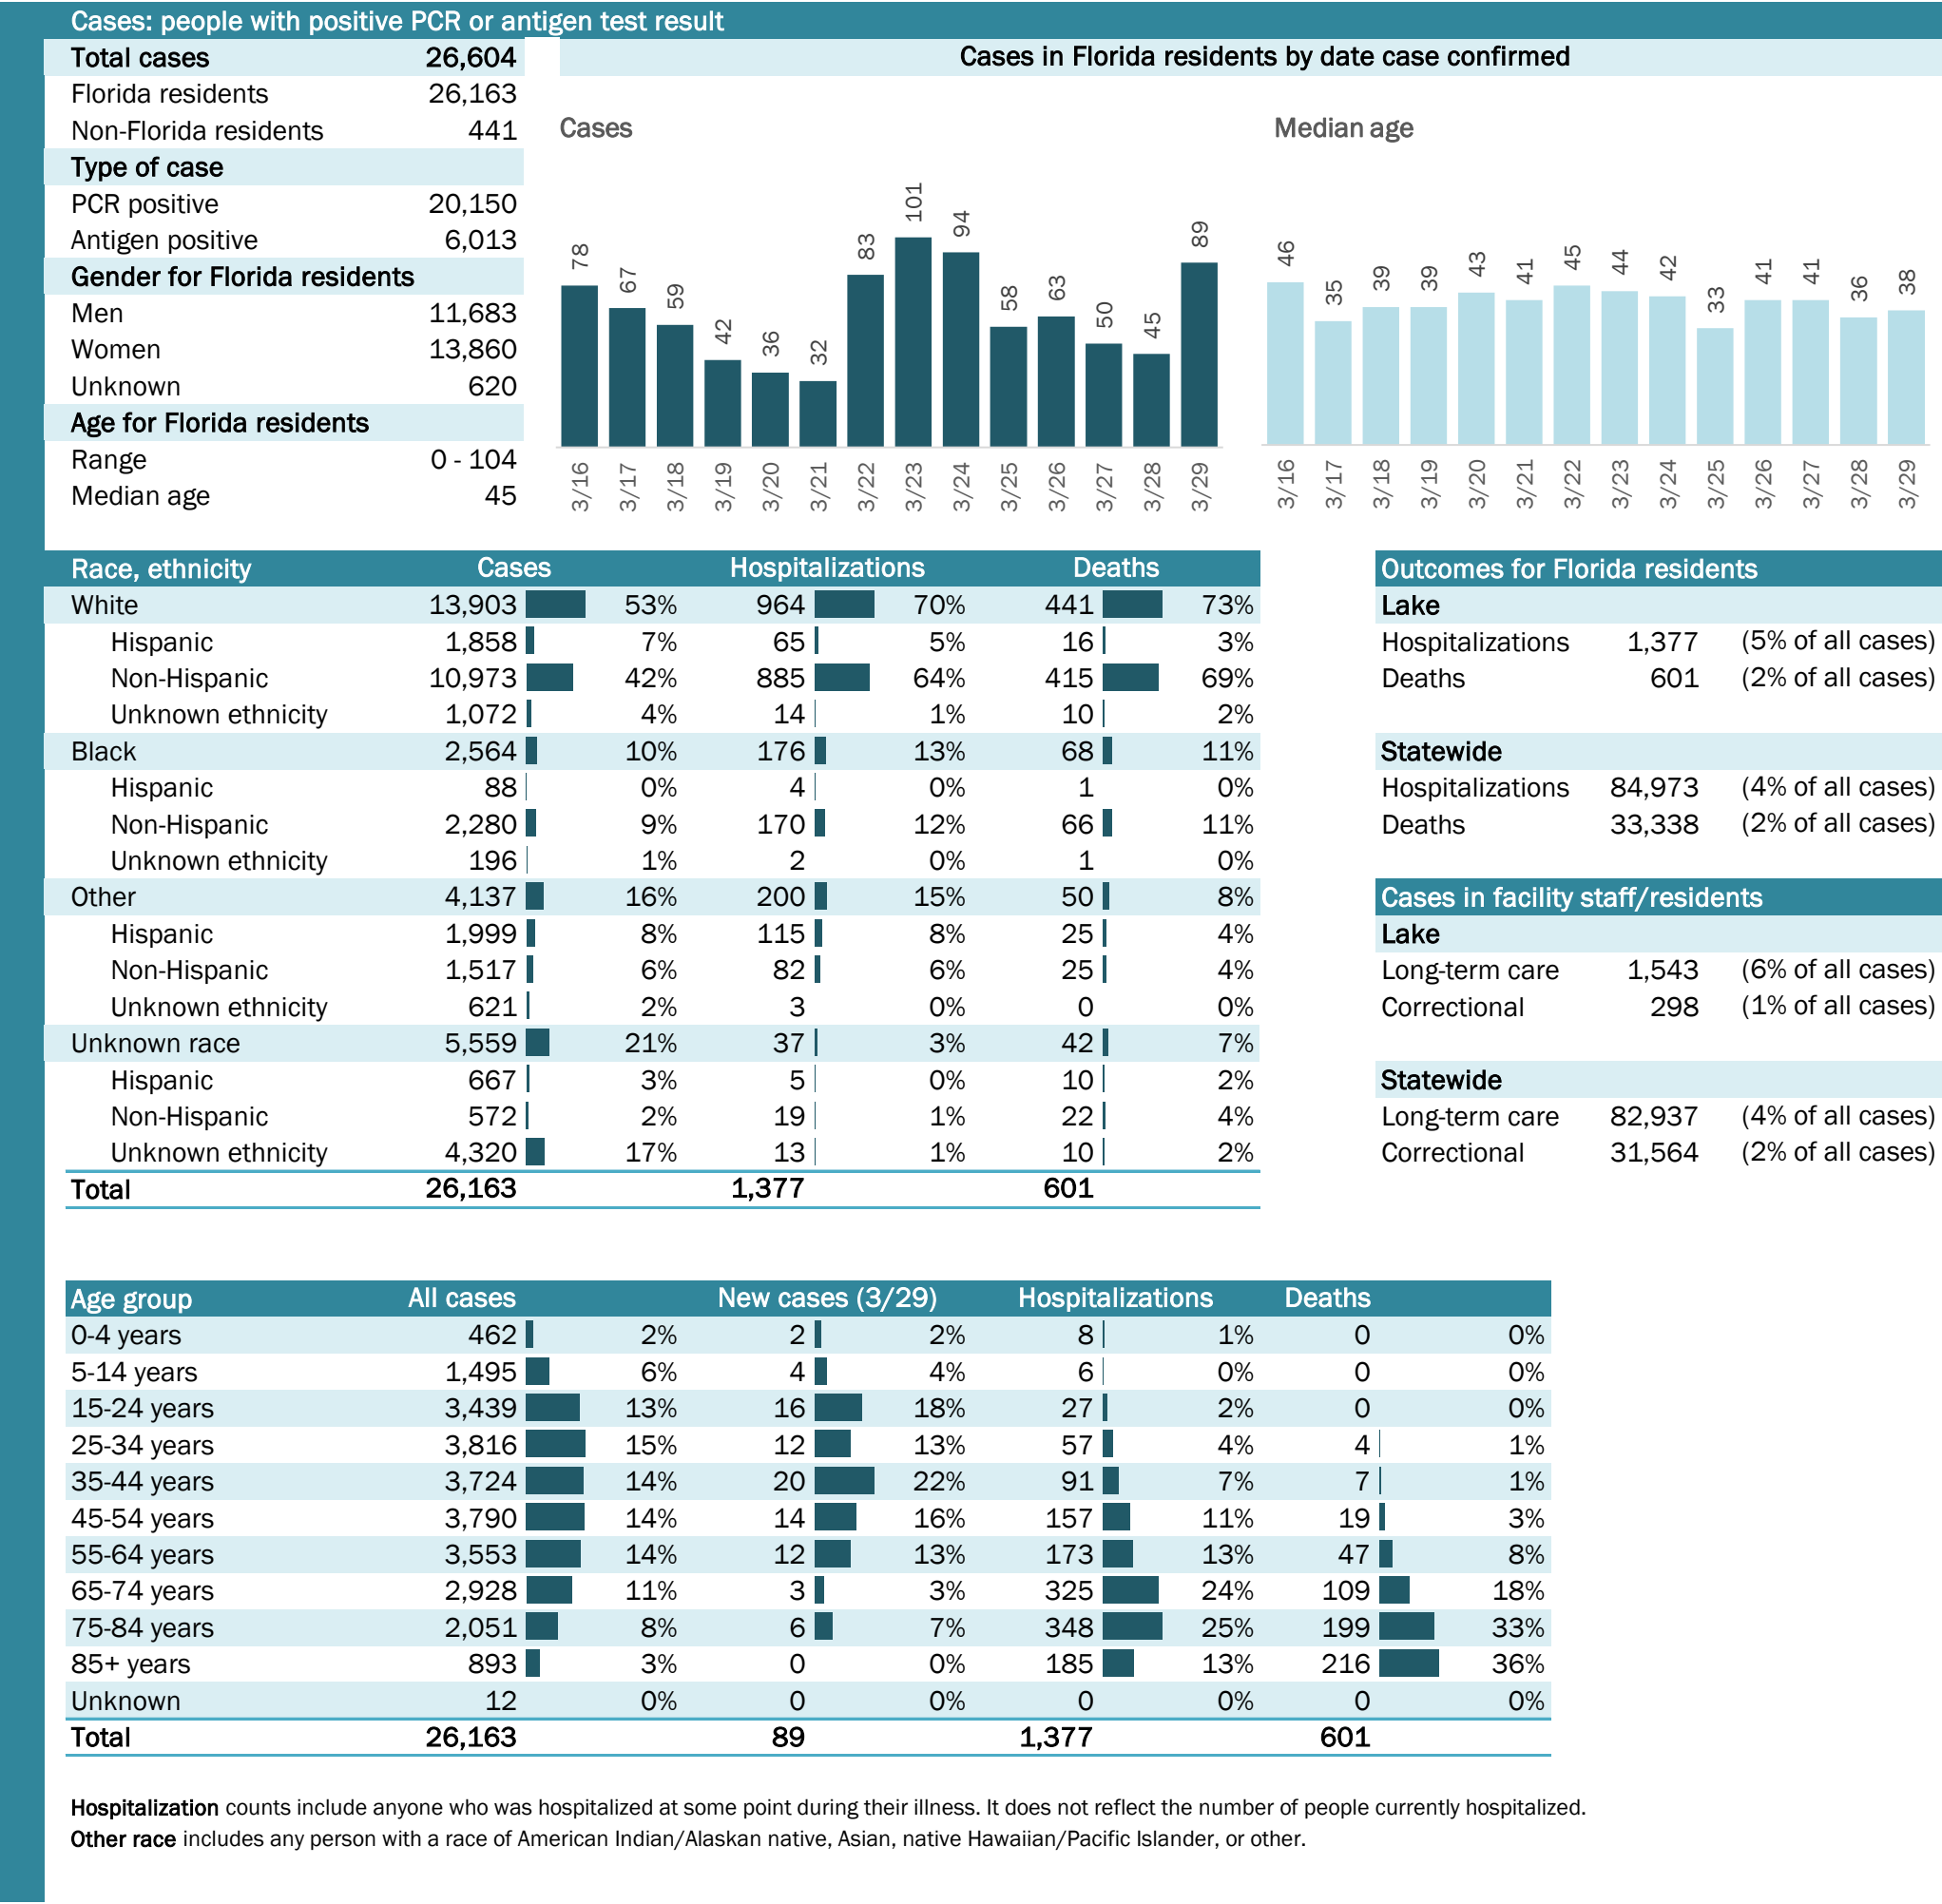 Cases: people with positive PCR or antigen test result
Total cases 26,604
Florida residents 26,163
Non-Florida residents 441
Type of case
PCR positive 20,150
Antigen positive 6,013
Gender for Florida residents
Men 11,683
Women 13,860
Unknown 620
Age for Florida residents
Range 0 - 104
Median age 45
Cases in Florida residents by date case confirmed
Cases
78 67 59 42 36 32 83 101 94 58 63 50 45 89
3/16 3/17 3/18 3/19 3/20 3/21 3/22 3/23 3/24 3/25 3/26 3/27 3/28 3/29
Median age
46 35 39 39 43 41 45 44 42 33 41 41 36 38
3/16 3/17 3/18 3/19 3/20 3/21 3/22 3/23 3/24 3/25 3/26 3/27 3/28 3/29
Race, ethnicity Cases Hospitalizations Deaths
White 13,903 53% 964 70% 441 73%
Hispanic 1,858 7% 65 5% 16 3%
Non-Hispanic 10,973 42% 885 64% 415 69%
Unknown ethnicity 1,072 4% 14 1% 10 2%
Black 2,564 10% 176 13% 68 11%
Hispanic 88 0% 4 0% 1 0%
Non-Hispanic 2,280 9% 170 12% 66 11%
Unknown ethnicity 196 1% 2 0% 1 0%
Other 4,137 16% 200 15% 50 8%
Hispanic 1,999 8% 115 8% 25 4%
Non-Hispanic 1,517 6% 82 6% 25 4%
Unknown ethnicity 621 2% 3 0% 0 0%
Unknown race 5,559 21% 37 3% 42 7%
Hispanic 667 3% 5 0% 10 2%
Non-Hispanic 572 2% 19 1% 22 4%
Unknown ethnicity 4,320 17% 13 1% 10 2%
Total 26,163 1,377 601
Outcomes for Florida residents
Lake
Hospitalizations 1,377 (5% of all cases)
Deaths 601 (2% of all cases)
Statewide
Hospitalizations 84,973 (4% of all cases)
Deaths 33,338 (2% of all cases)
Cases in facility staff/residents
Lake
Long-term care 1,543 (6% of all cases)
Correctional 298 (1% of all cases)
Statewide
Long-term care 82,937 (4% of all cases)
Correctional 31,564 (2% of all cases)
Age group All cases New cases (3/29) Hospitalizations Deaths
0-4 years 462 2% 2 2% 8 1% 0 0%
5-14 years 1,495 6% 4 4% 6 0% 0 0%
15-24 years 3,439 13% 16 18% 27 2% 0 0%
25-34 years 3,816 15% 12 13% 57 4% 4 1%
35-44 years 3,724 14% 20 22% 91 7% 7 1%
45-54 years 3,790 14% 14 16% 157 11% 19 3%
55-64 years 3,553 14% 12 13% 173 13% 47 8%
65-74 years 2,928 11% 3 3% 325 24% 109 18%
75-84 years 2,051 8% 6 7% 348 25% 199 33%
85+ years 893 3% 0 0% 185 13% 216 36%
Unknown 12 0% 0 0% 0 0% 0 0%
Total 26,163 89 1,377 601
Hospitalization counts include anyone who was hospitalized at some point during their illness. It does not reflect the number of people currently hospitalized.
Other race includes any person with a race of American Indian/Alaskan native, Asian, native Hawaiian/Pacific Islander, or other.